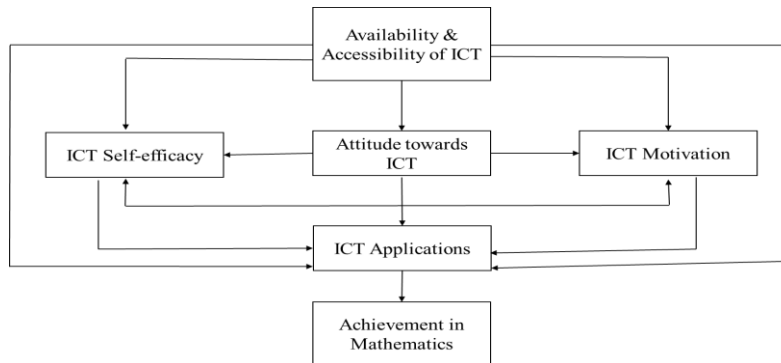 Availability &
Accessibility of ICT
ICT Self-efficacy
Attitude towards
ICT
ICT Motivation
ICT Applications
Achievement in
Mathematics